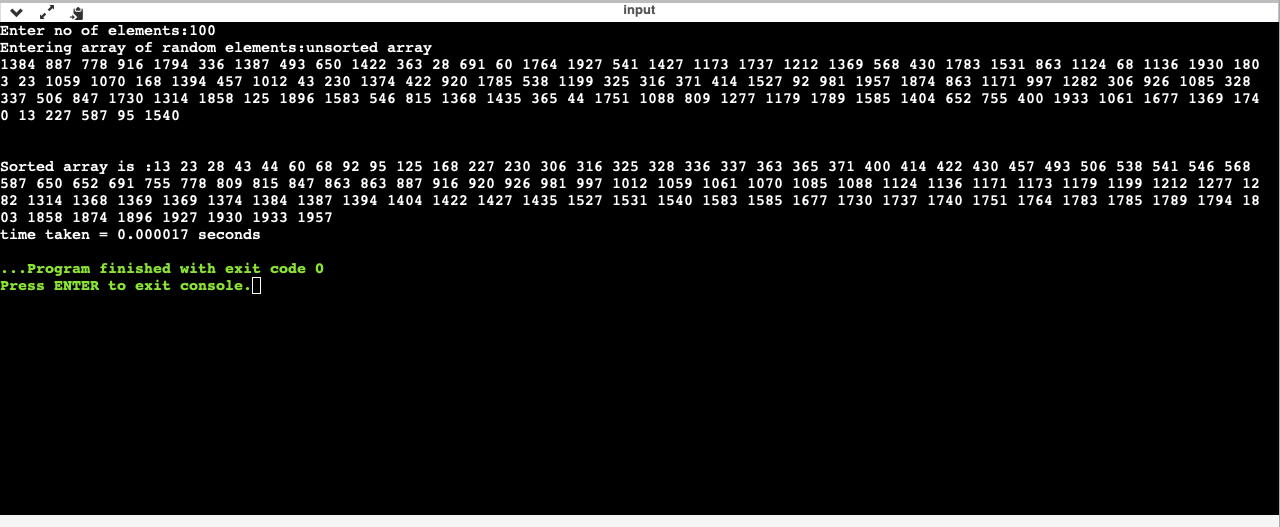 input
Enter no of elements:100
Entering array of random elements:unsorted array
1384 887 778 916 1794 336 1387 493 650 1422 363 28 691 60 1764 1927 541 1427 1173 1737 1212 1369 568 430 1783 1531 863 1124 68 1136 1930 180
3 23 1059 1070 168 1394 457 1012 43 230 1374 422 920 1785 538 1199 325 316 371 414 1527 92 981 1957 1874 863 1171 997 1282 306 926 1085 328
337 506 847 1730 1314 1858 125 1896 1583 546 815 1368 1435 365 44 1751 1088 809 1277 1179 1789 1585 1404 652 755 400 1933 1061 1677 1369 174
0 13 227 587 95 1540
Sorted array is :13 23 28 43 44 60 68 92 95 125 168 227 230 306 316 325 328 336 337 363 365 371 400 414 422 430 457 493 506 538 541 546 568
587 650 652 691 755 778 809 815 847 863 863 887 916 920 926 981 997 1012 1059 1061 1070 1085 1088 1124 1136 1171 1173 1179 1199 1212 1277 12
82 1314 1368 1369 1369 1374 1384 1387 1394 1404 1422 1427 1435 1527 1531 1540 1583 1585 1677 1730 1737 1740 1751 1764 1783 1785 1789 1794 18
03 1858 1874 1896 1927 1930 1933 1957
time taken = 0.000017 seconds
...Program finished with exit code 0
Press ENTER to exit console.